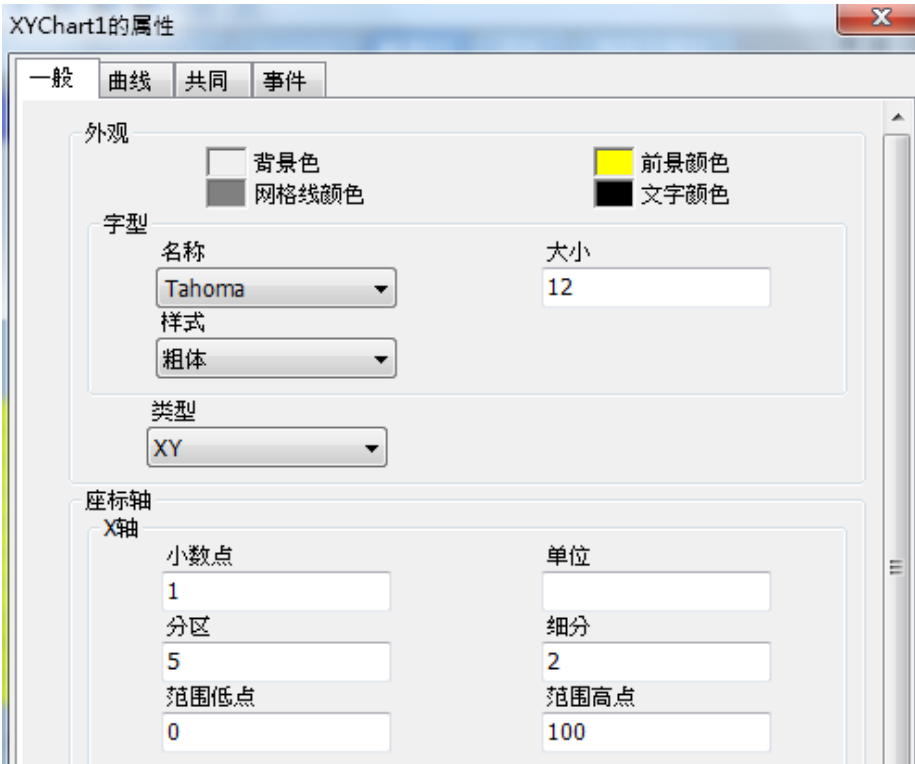 XYChart1的属性
一般 曲线 共同 事件
外观
背景色 前景颜色
网格线颜色 文字颜色
字型
名称 大小
Tahoma 12
样式
粗体
类型
XY
座标轴
X轴
小数点 单位
1
分区 细分
5 2
范围低点 范围高点
0 100